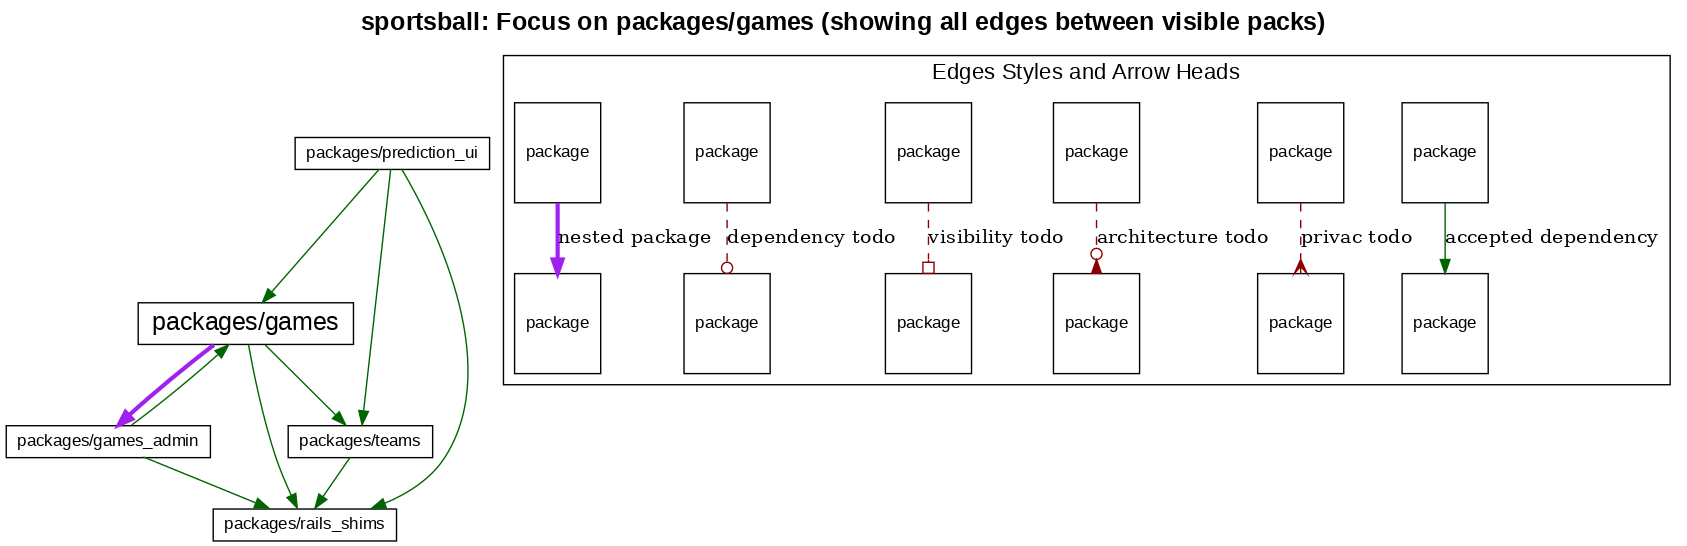 sportsball: Focus on packages/games (showing all edges between visible packs)
Edges Styles and Arrow Heads
package
package
package
package
package
package
nested package
dependency todo
visibility todo
architecture todo
privac todo
accepted dependency
package
package
package
package
package
package
packages/prediction_ui
packages/games
packages/games_admin
packages/teams
packages/rails_shims